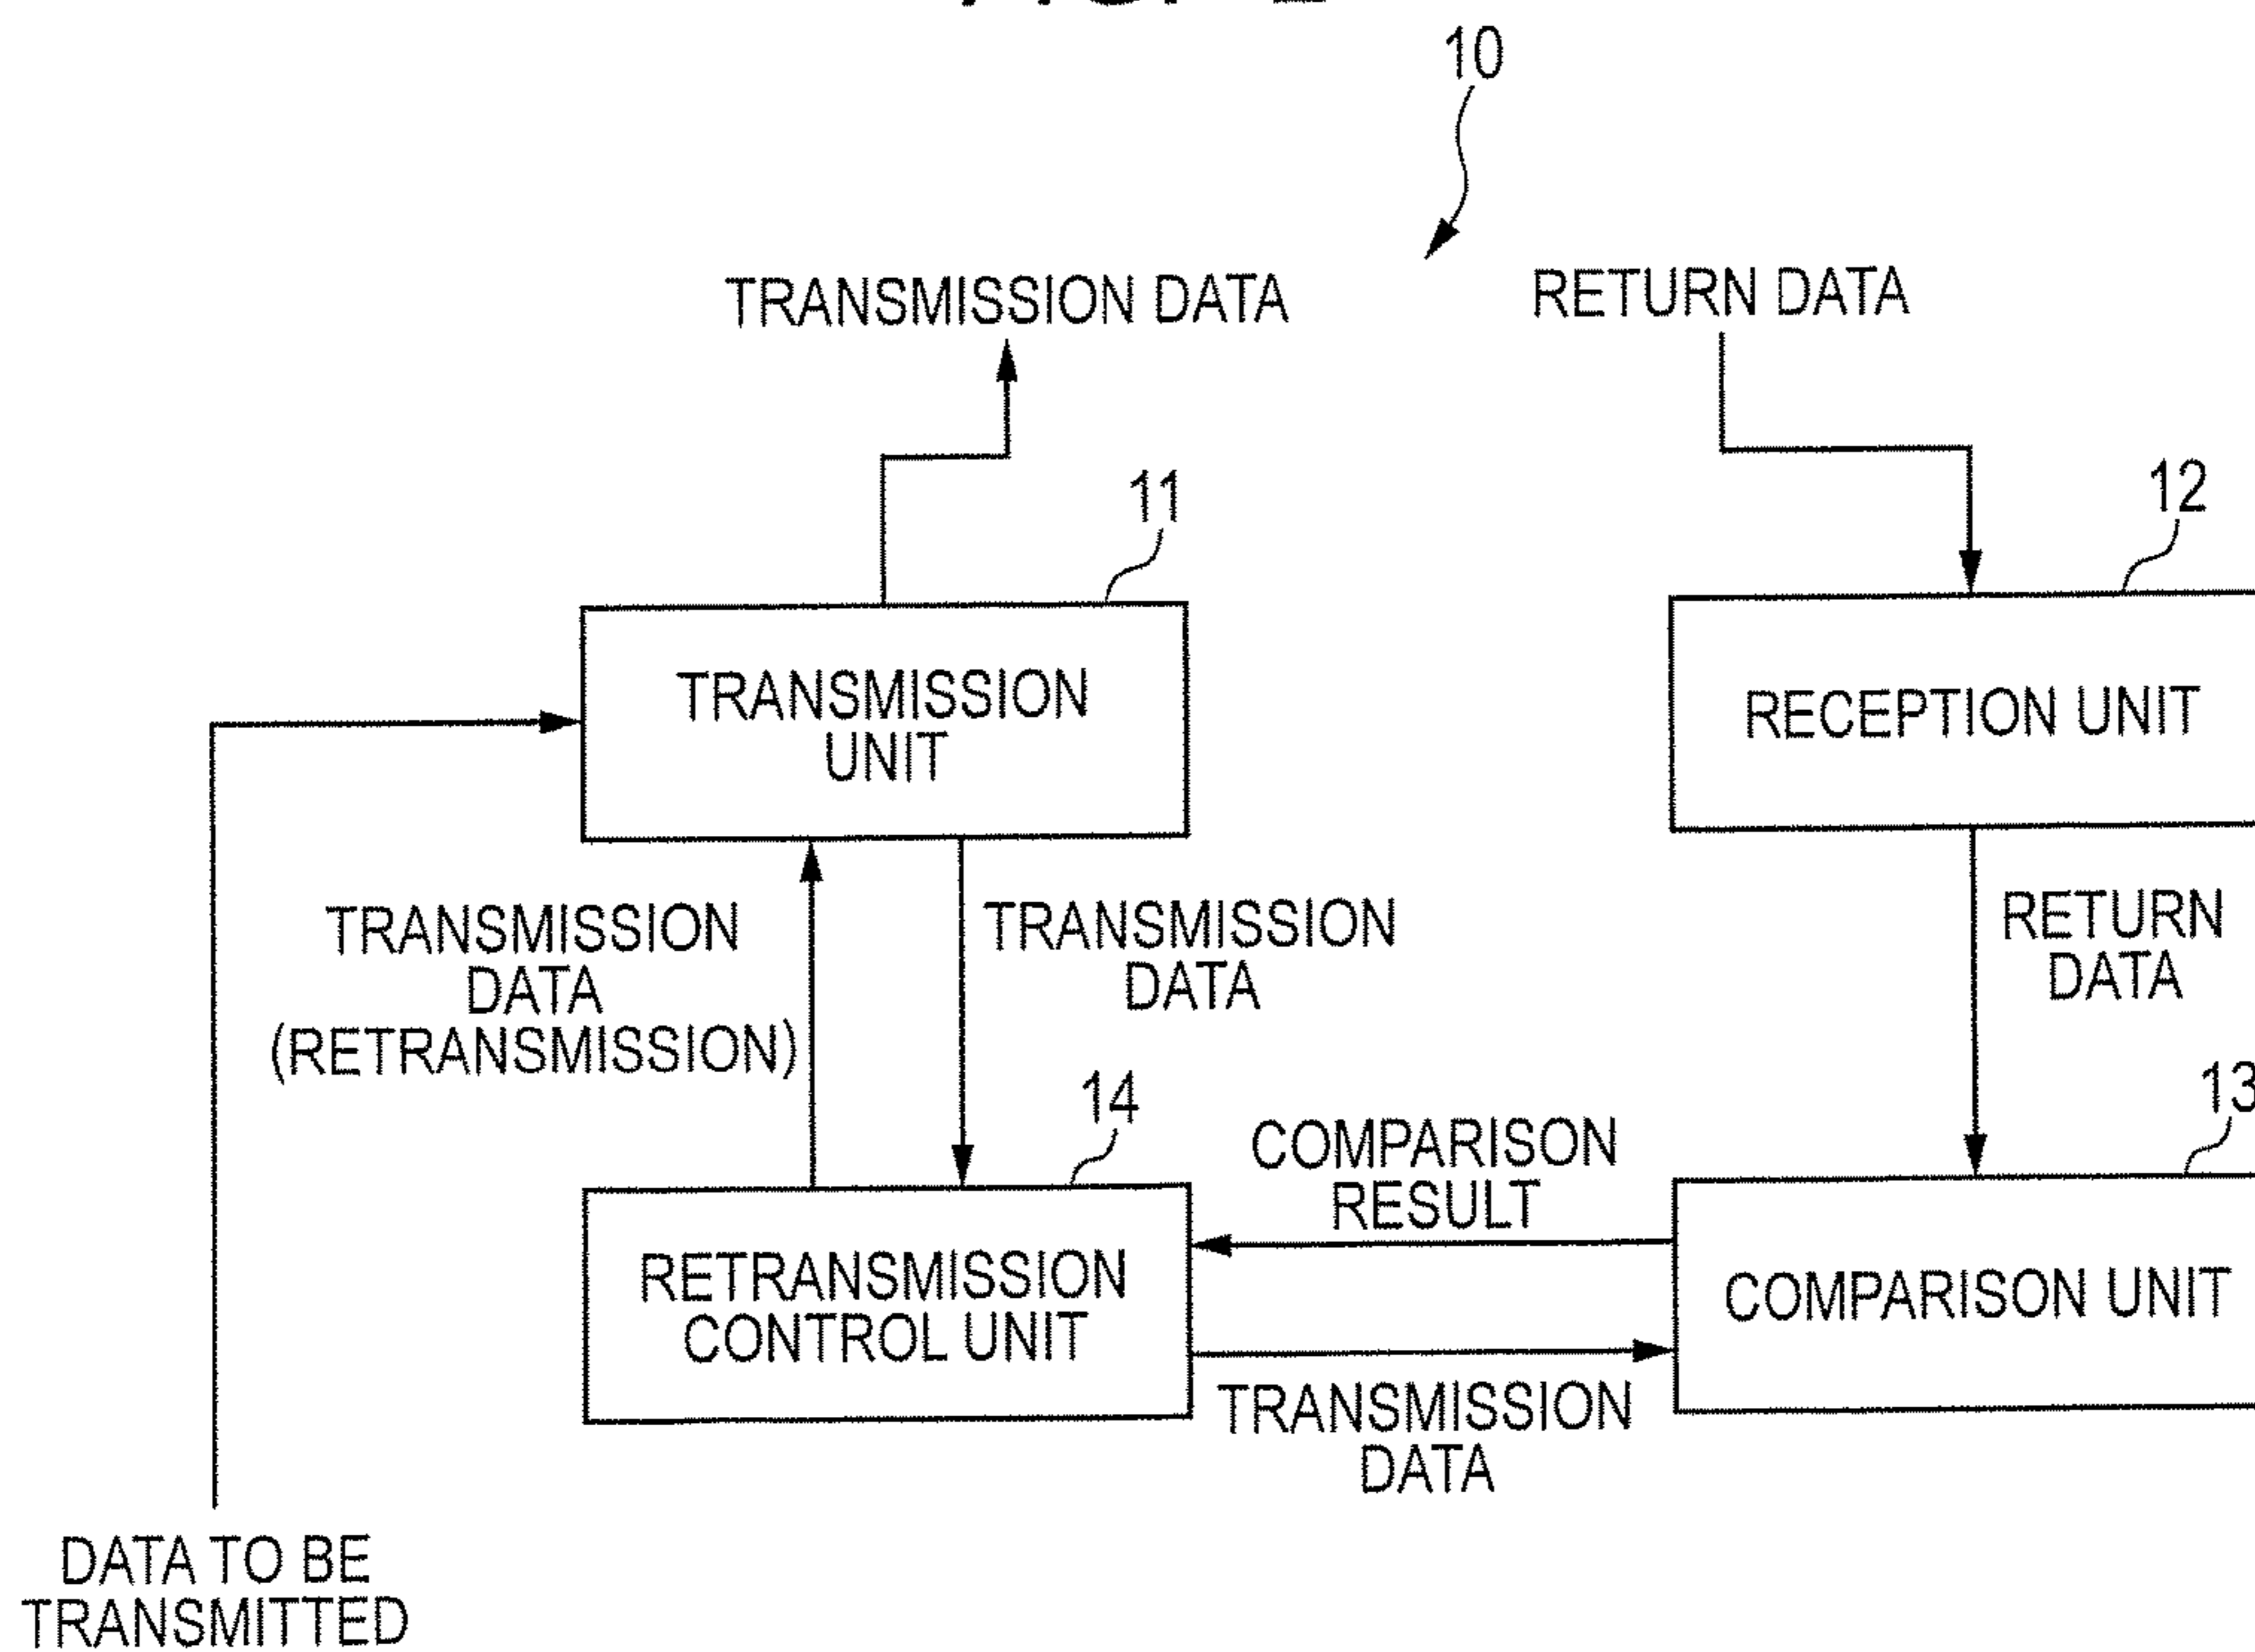 10
TRANSMISSION DATA
RETURN DATA
11
12
TRANSMISSION
UNIT
RECEPTION UNIT
TRANSMISSION
DATA
(RETRANSMISSION)
TRANSMISSION
DATA
RETURN
DATA
14
13
COMPARISON
RESULT
RETRANSMISSION
CONTROL UNIT
COMPARISON UNIT
TRANSMISSION
DATA
DATA TO BE
TRANSMITTED